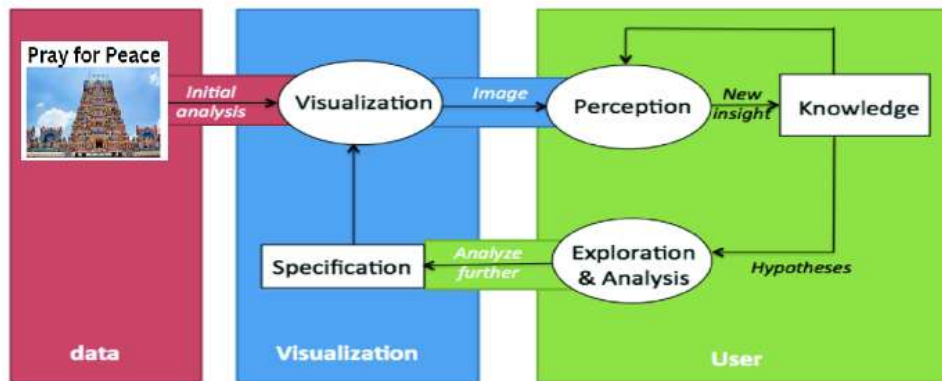 Pray for Peace
Initial
analysis
Visualization
Image
Perception
New
insight
Knowledge
Specification
Analyze
further
Exploration
& Analysis
Hypotheses
data
Visualization
User